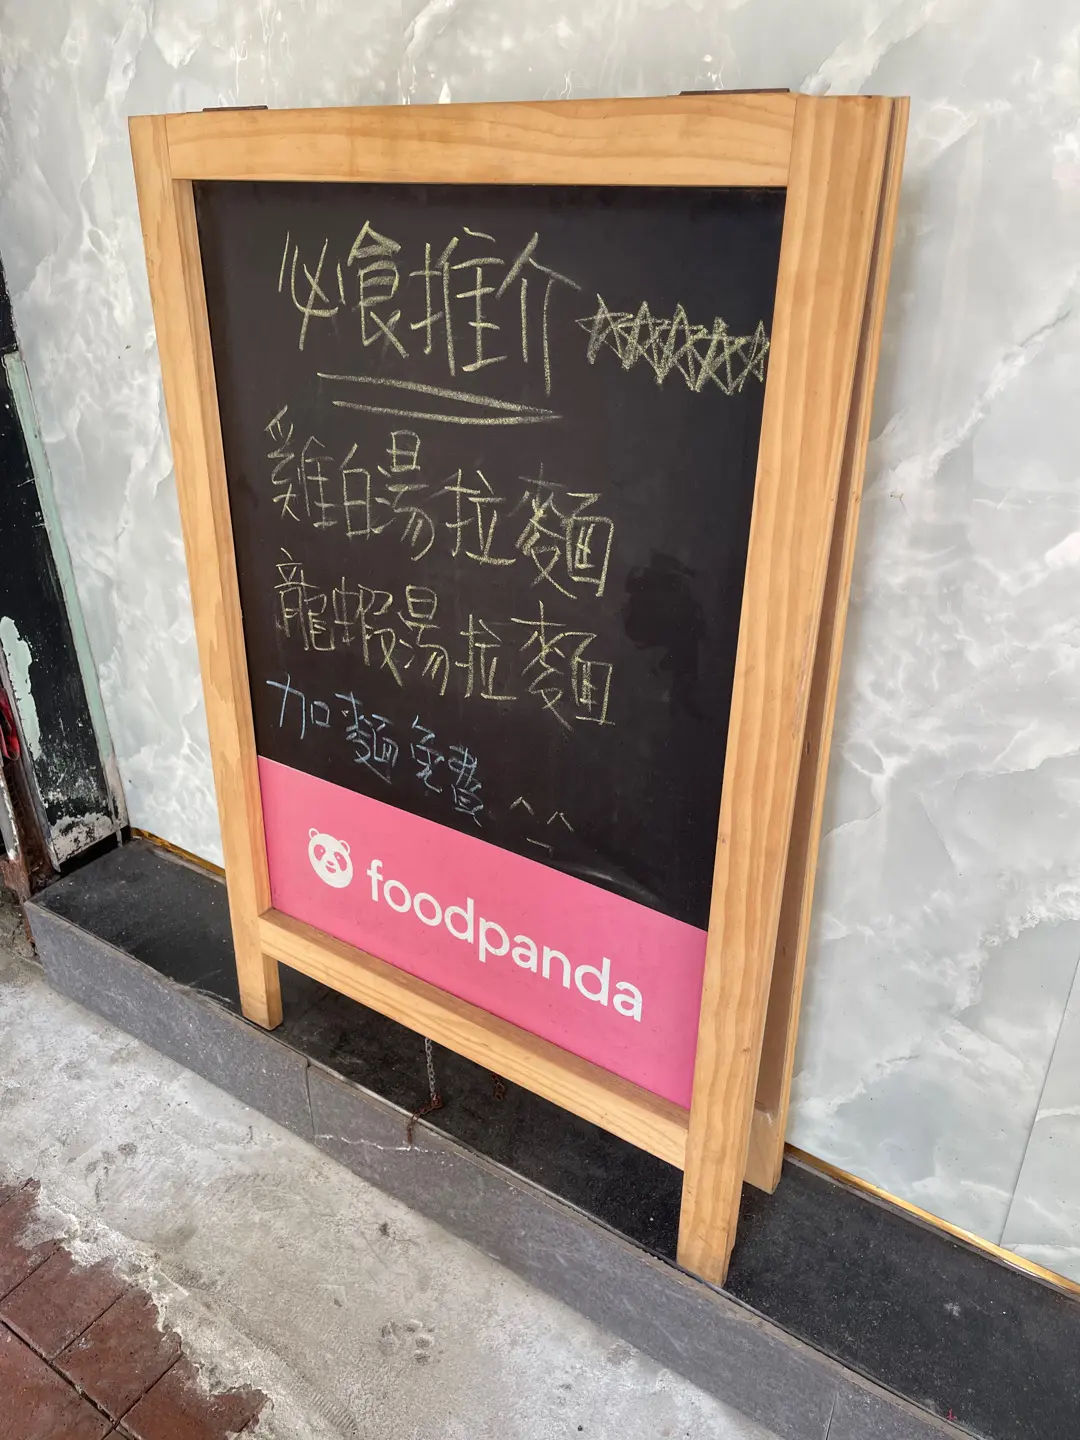 必食推介 ☆☆☆☆☆
雞白湯拉麵
龍蝦湯拉麵
加麵免費 ^_^
foodpanda